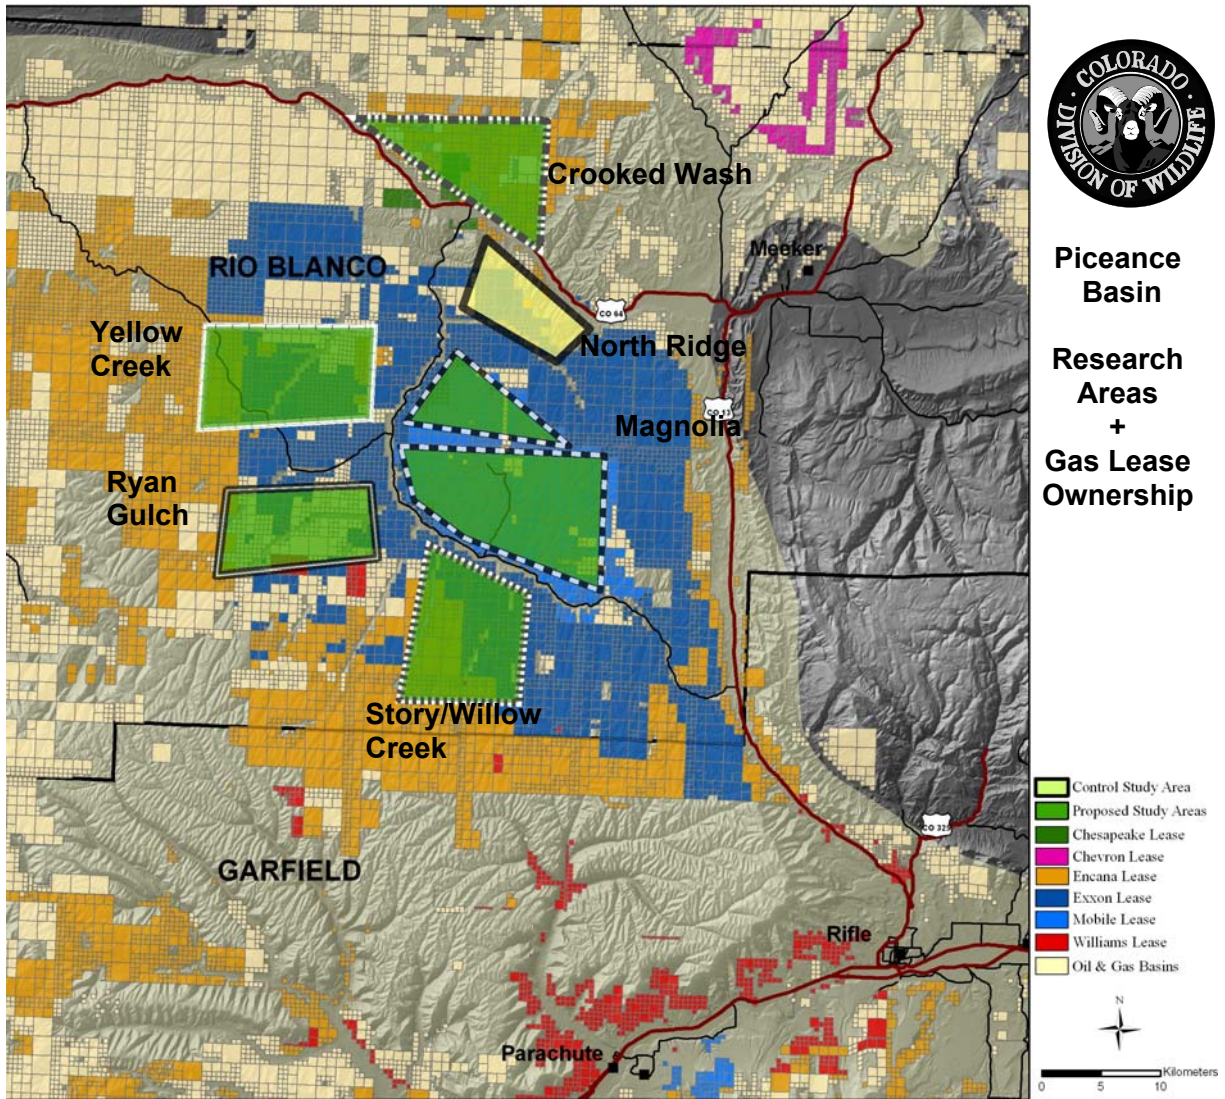 COLORADO
DIVISION OF WILDLIFE
Piceance
Basin
Research
Areas
+
Gas Lease
Ownership
Crooked Wash
Meeker
RIO BLANCO
CO 64
Yellow
Creek
North Ridge
CO 13
Magnolia
Ryan
Gulch
Story/Willow
Creek
CO 325
GARFIELD
Rifle
Parachute
Control Study Area
Proposed Study Areas
Chesapeake Lease
Chevron Lease
Encana Lease
Exxon Lease
Mobile Lease
Williams Lease
Oil & Gas Basins
N
Kilometers
0 5 10